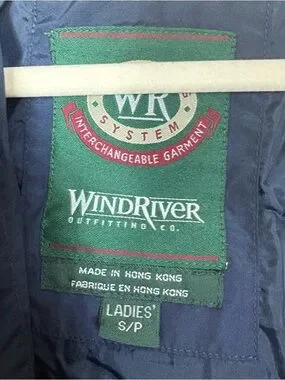 WR
SYSTEM
INTERCHANGEABLE GARMENT
WINDRIVER
OUTFITTING CO.
MADE IN HONG KONG
FABRIQUE EN HONG KONG
LADIES'
S/P